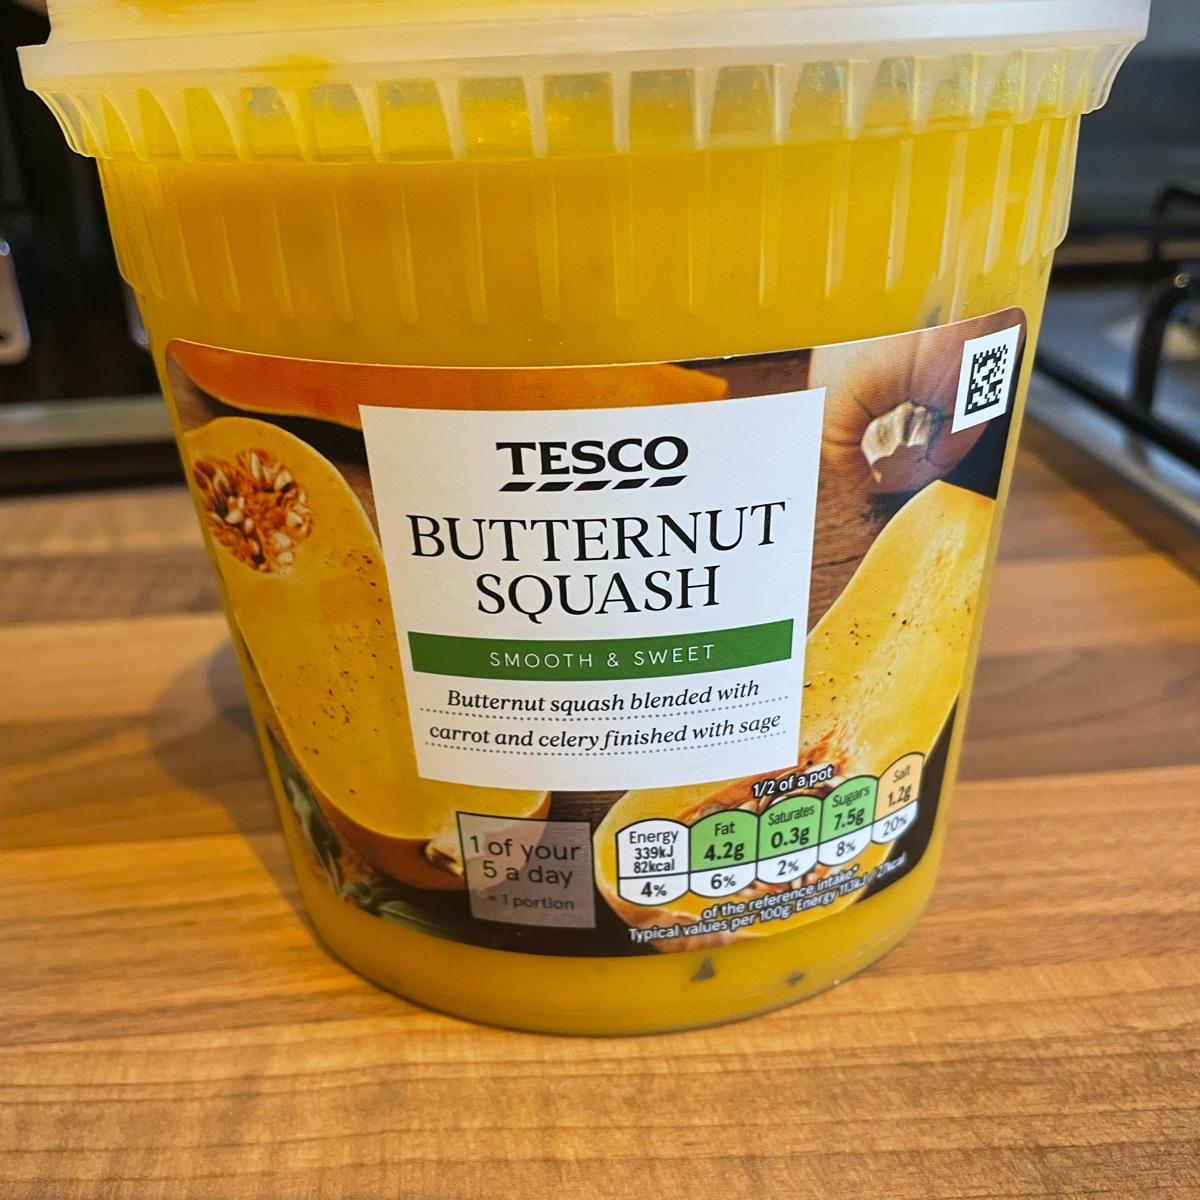 TESCO
BUTTERNUT
SQUASH
SMOOTH & SWEET
Butternut squash blended with
carrot and celery finished with sage
1 of your
5 a day
= 1 portion
1/2 of a pot
Energy
339kJ
82kcal
4%
Fat
4.2g
6%
Saturates
0.3g
2%
Sugars
7.5g
8%
Salt
1.2g
20%
of the reference intake*
Typical values per 100g: Energy 113kJ / 27kcal